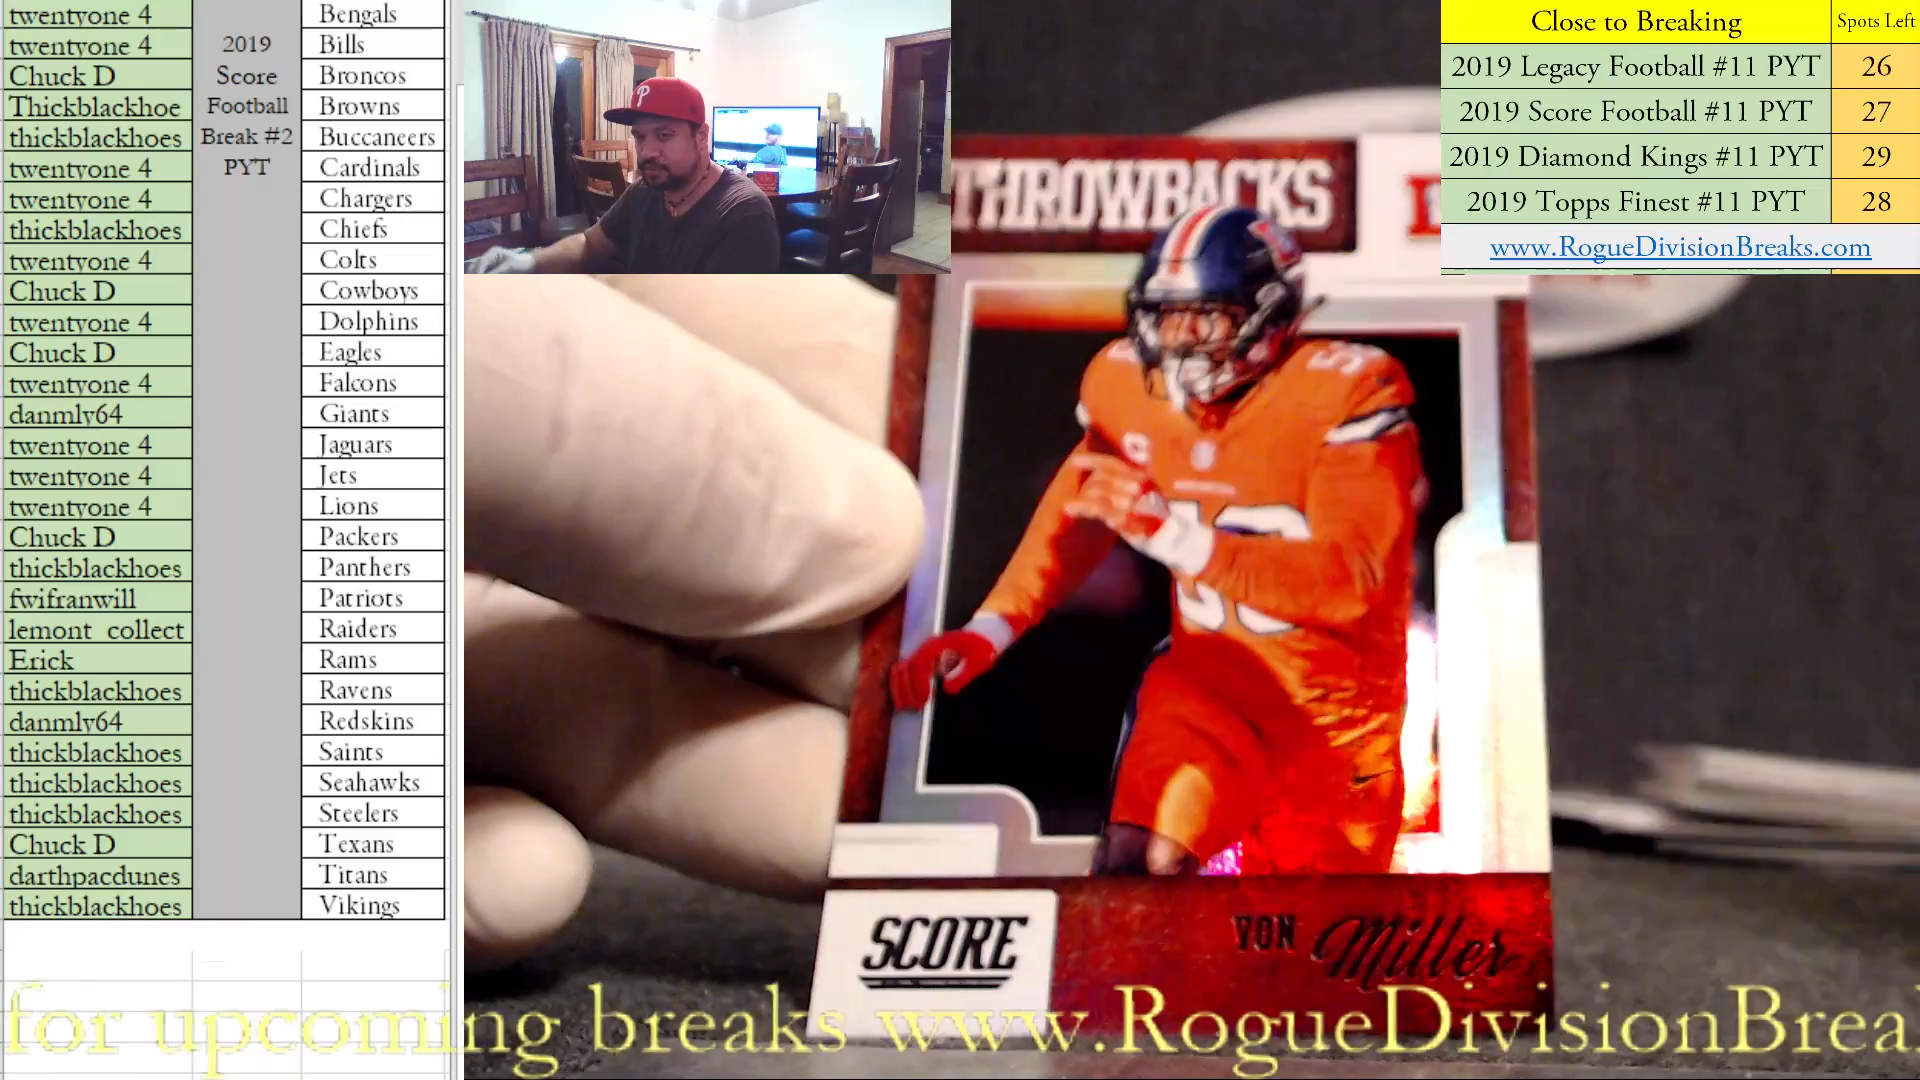 twentyone 4 Bengals
twentyone 4 2019 Bills
Chuck D Score Broncos
Thickblackhoe Football Browns
thickblackhoes Break #2 Buccaneers
twentyone 4 PYT Cardinals
twentyone 4 Chargers
thickblackhoes Chiefs
twentyone 4 Colts
Chuck D Cowboys
twentyone 4 Dolphins
Chuck D Eagles
twentyone 4 Falcons
danmly64 Giants
twentyone 4 Jaguars
twentyone 4 Jets
twentyone 4 Lions
Chuck D Packers
thickblackhoes Panthers
fwifranwill Patriots
lemont_collect Raiders
Erick Rams
thickblackhoes Ravens
danmly64 Redskins
thickblackhoes Saints
thickblackhoes Seahawks
thickblackhoes Steelers
Chuck D Texans
darthpacdunes Titans
thickblackhoes Vikings
Close to Breaking Spots Left
2019 Legacy Football #11 PYT 26
2019 Score Football #11 PYT 27
2019 Diamond Kings #11 PYT 29
2019 Topps Finest #11 PYT 28
www.RogueDivisionBreaks.com
P
THROWBACKS
SCORE
VON Miller
for upcoming breaks www.RogueDivisionBrea